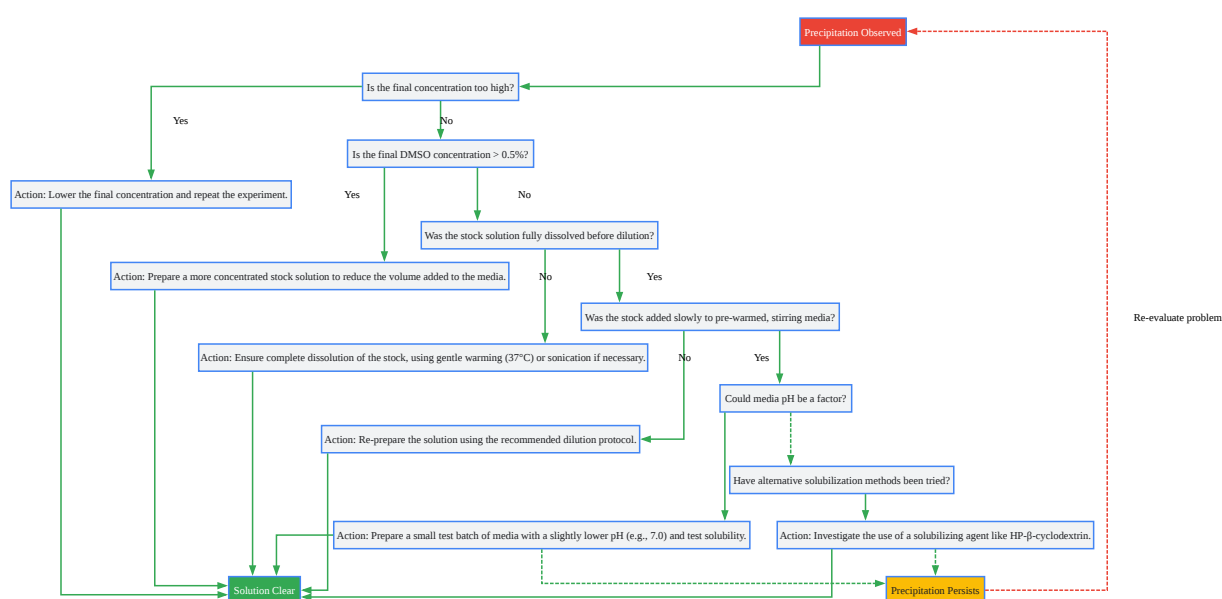 Precipitation Observed
Is the final concentration too high?
Yes
No
Is the final DMSO concentration > 0.5%?
Action: Lower the final concentration and repeat the experiment.
Yes
No
Was the stock solution fully dissolved before dilution?
Action: Prepare a more concentrated stock solution to reduce the volume added to the media.
No
Yes
Was the stock added slowly to pre-warmed, stirring media?
Re-evaluate problem
Action: Ensure complete dissolution of the stock, using gentle warming (37°C) or sonication if necessary.
No
Yes
Could media pH be a factor?
Action: Re-prepare the solution using the recommended dilution protocol.
Have alternative solubilization methods been tried?
Action: Prepare a small test batch of media with a slightly lower pH (e.g., 7.0) and test solubility.
Action: Investigate the use of a solubilizing agent like HP-β-cyclodextrin.
Solution Clear
Precipitation Persists